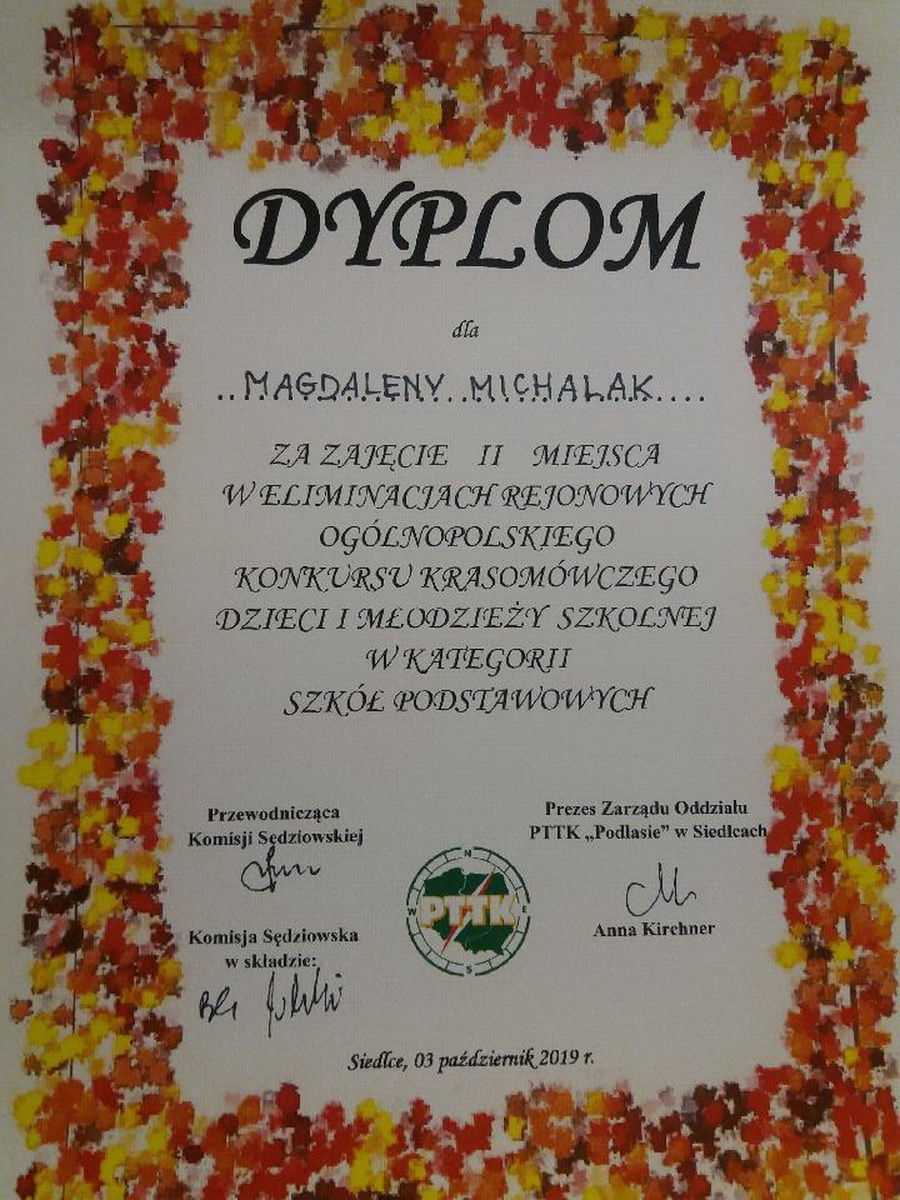 DYPLOM
dla
..MAGDALENY..MICHALAK....
ZA ZAJĘCIE II MIEJSCA
W ELIMINACJACH REJONOWYCH
OGÓLNOPOLSKIEGO
KONKURSU KRASOMÓWCZEGO
DZIECI I MŁODZIEŻY SZKOLNEJ
W KATEGORII
SZKÓŁ PODSTAWOWYCH
Przewodnicząca
Komisji Sędziowskiej
Prezes Zarządu Oddziału
PTTK „Podlasie” w Siedlcach
N
W PTTK E
S
Anna Kirchner
Komisja Sędziowska
w składzie:
Siedlce, 03 październik 2019 r.